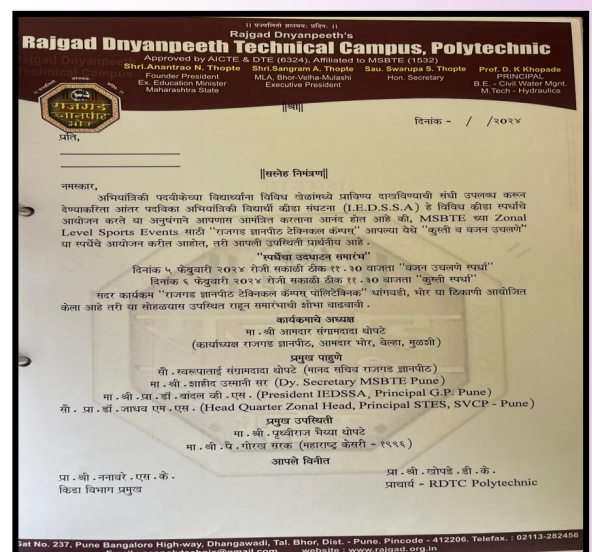 ।। प्रज्वलितो ज्ञानमयः प्रदिपः ।।
Rajgad Dnyanpeeth's
Rajgad Dnyanpeeth Technical Campus, Polytechnic
Approved by AICTE & DTE (6324), Affiliated to MSBTE (1532)
Shri.Anantrao N. Thopte Shri.Sangram A. Thopte Sau. Swarupa S. Thopte Prof. D. K Khopade
Founder President MLA, Bhor-Velha-Mulashi Hon. Secretary PRINCIPAL
Ex. Education Minister Executive President B.E. - Civil Water Mgnt.
Maharashtra State M.Tech - Hydraulics
राजगड
ज्ञानपीठ
भोर
||श्री||
दिनांक - / /२०२४
प्रति,
||सस्नेह निमंत्रण||
नमस्कार,
अभियांत्रिकी पदवीकेच्या विद्यार्थ्यांना विविध खेळांमध्ये प्राविण्य दाखविण्याची संधी उपलब्ध करून
देण्याकरिता आंतर पदविका अभियांत्रिकी विद्यार्थी क्रीडा संघटना (I.E.D.S.S.A) हे विविध क्रीडा स्पर्धांचे
आयोजन करते या अनुषंगाने आपणास आमंत्रित करताना आनंद होत आहे की, MSBTE च्या Zonal
Level Sports Events साठी "राजगड ज्ञानपीठ टेक्निकल कॅम्पस्" आपल्या येथे "कुस्ती व वजन उचलणे"
या स्पर्धेचे आयोजन करीत आहोत, तरी आपली उपस्थिती प्रार्थनीय आहे .
"स्पर्धेचा उदघाटन समारंभ"
दिनांक ५ फेब्रुवारी २०२४ रोजी सकाळी ठीक ११ . ३० वाजता "वजन उचलणे स्पर्धा"
दिनांक ६ फेब्रुवारी २०२४ रोजी सकाळी ठीक ११ . ३० वाजता "कुस्ती स्पर्धा"
सदर कार्यकम "राजगड ज्ञानपीठ टेक्निकल कॅम्पस् पॉलिटेक्निक" धांगवडी, भोर या ठिकाणी आयोजित
केला आहे तरी या सोहळ्यास उपस्थित राहून समारंभाची शोभा वाढवावी .
कार्यकमाचे अध्यक्ष
मा . श्री आमदार संग्रामदादा थोपटे
(कार्याध्यक्ष राजगड ज्ञानपीठ, आमदार भोर, वेल्हा, मुळशी)
प्रमुख पाहुणे
सौ . स्वरूपाताई संग्रामदादा थोपटे (मानद सचिव राजगड ज्ञानपीठ)
मा . श्री . शाहीद उस्मानी सर (Dy. Secretary MSBTE Pune)
मा . श्री . प्रा . डॉ . बांदल व्ही . एस . (President IEDSSA, Principal G.P. Pune)
सौ . प्रा . डॉ . जाधव एम . एस . (Head Quarter Zonal Head, Principal STES, SVCP - Pune)
प्रमुख उपस्थिती
मा . श्री . पृथ्वीराज भैय्या थोपटे
मा . श्री . पै . गोरख सरक (महाराष्ट्र केसरी - १९९६)
आपले विनीत
प्रा . श्री . ननावरे . एस . के . प्रा . श्री . खोपडे . डी . के .
किडा विभाग प्रमुख प्राचार्य - RDTC Polytechnic
Gat No. 237, Pune Bangalore High-way, Dhangawadi, Tal. Bhor, Dist. - Pune. Pincode - 412206. Telefax. : 02113-282456
website : www.rajgad.org.in